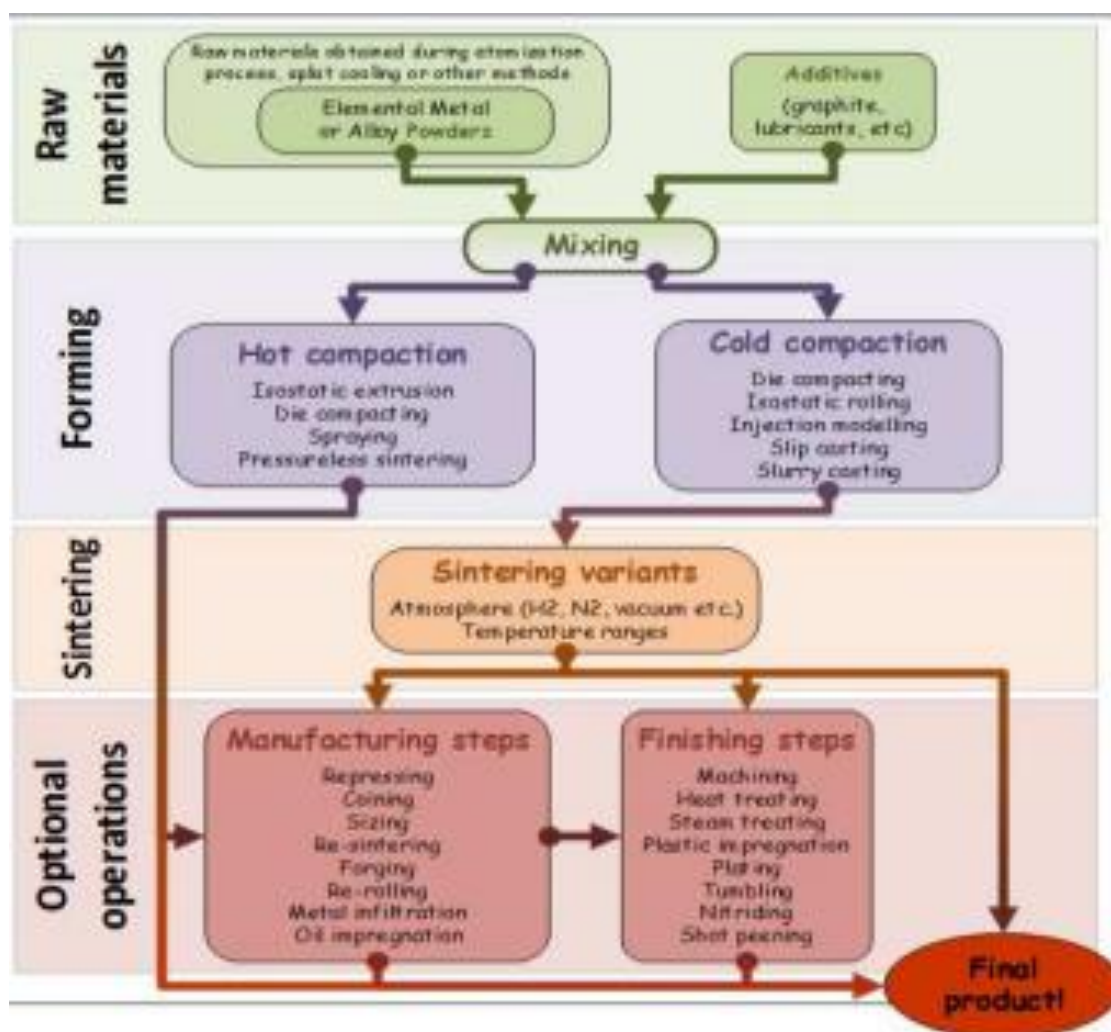 Raw
materials
Raw materials obtained during atomization
process, splat cooling or other methode
Elemental Metal
or Alloy Powders
Additives
(graphite,
lubricants, etc)
Mixing
Forming
Hot compaction
Isostatic extrusion
Die compacting
Spraying
Pressureless sintering
Cold compaction
Die compacting
Isostatic rolling
Injection modelling
Slip casting
Slurry casting
Sintering
Sintering variants
Atmosphere (H2, N2, vacuum etc.)
Temperature ranges
Optional
operations
Manufacturing steps
Repressing
Coining
Sizing
Re-sintering
Forging
Re-rolling
Metal infiltration
Oil impregnation
Finishing steps
Machining
Heat treating
Steam treating
Plastic impregnation
Plating
Tumbling
Nitriding
Shot peening
Final
product!